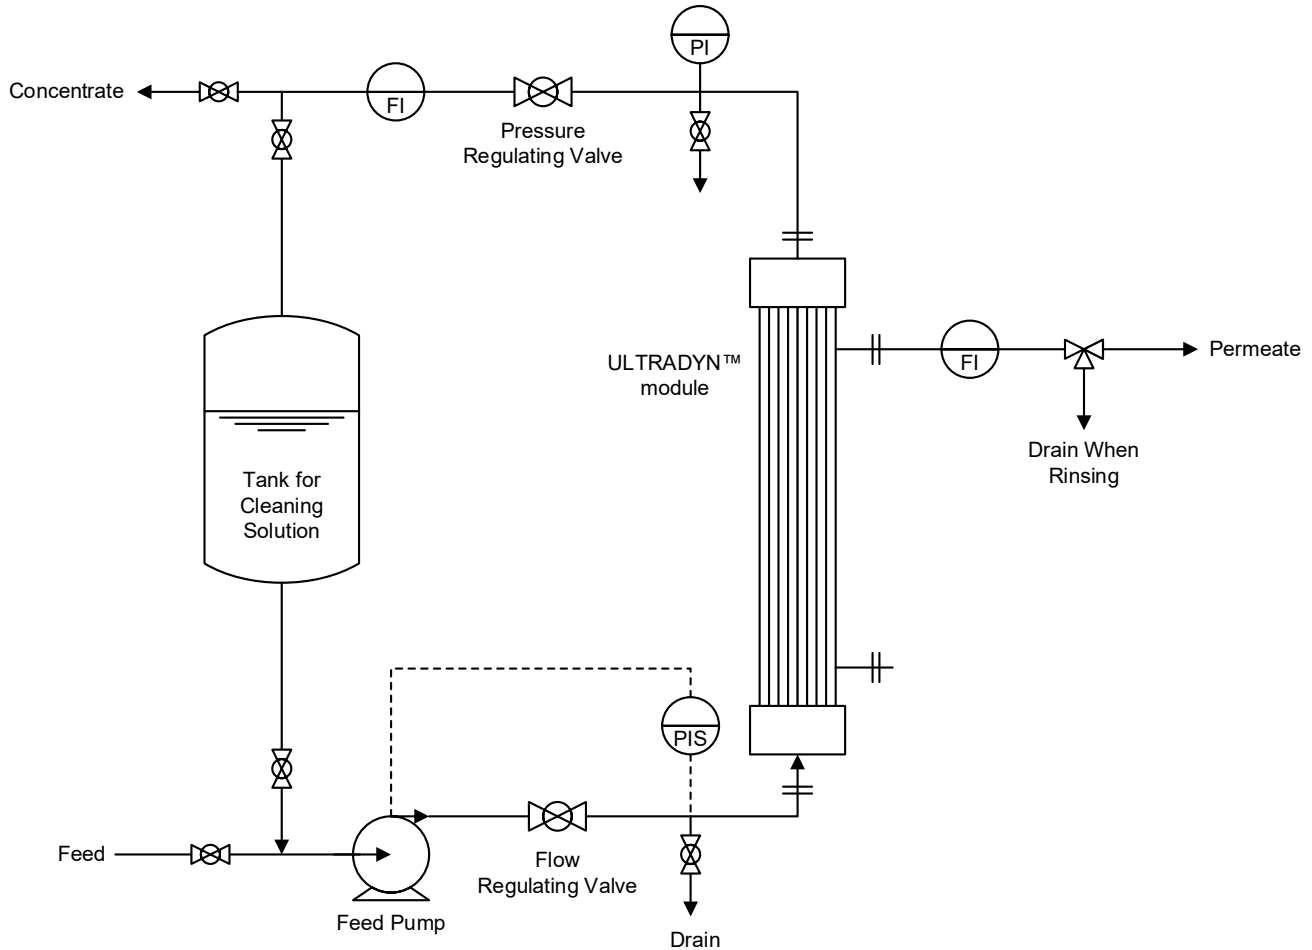 PI
Concentrate
FI
Pressure
Regulating Valve
ULTRADYN™
module
FI
Permeate
Drain When
Rinsing
Tank for
Cleaning
Solution
PIS
Feed
Flow
Regulating Valve
Feed Pump
Drain